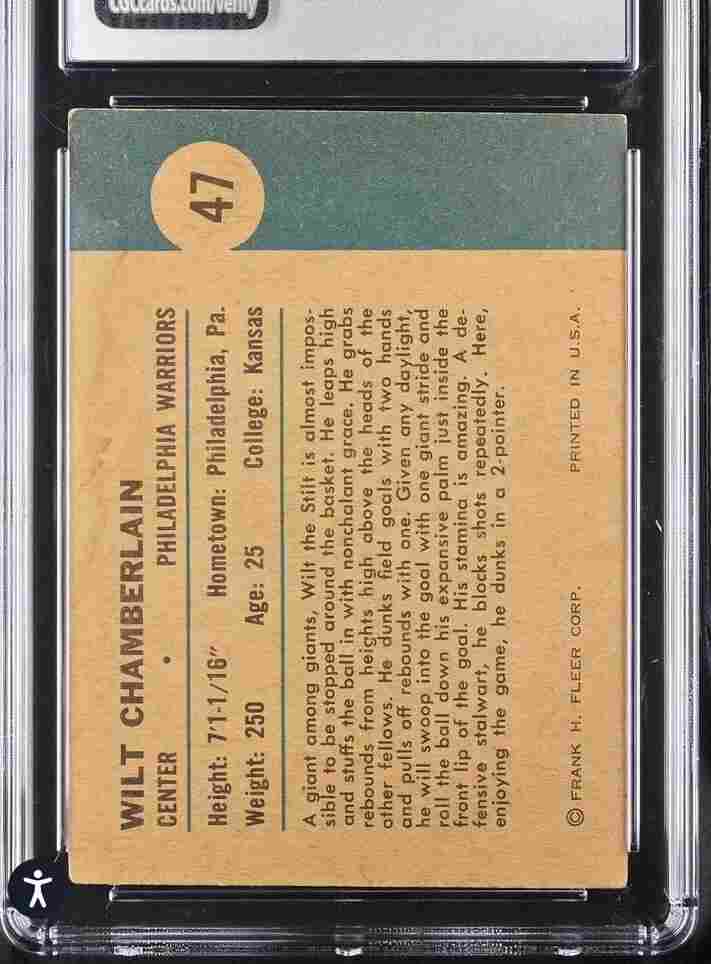 CGCcards.com/verify
47
WILT CHAMBERLAIN
CENTER • PHILADELPHIA WARRIORS
Height: 7'1-1/16" Hometown: Philadelphia, Pa.
Weight: 250 Age: 25 College: Kansas
A giant among giants, Wilt the Stilt is almost impos-
sible to be stopped around the basket. He leaps high
and stuffs the ball in with nonchalant grace. He grabs
rebounds from heights high above the heads of the
other fellows. He dunks field goals with two hands
and pulls off rebounds with one. Given any daylight,
he will swoop into the goal with one giant stride and
roll the ball down his expansive palm just inside the
front lip of the goal. His stamina is amazing. A de-
fensive stalwart, he blocks shots repeatedly. Here,
enjoying the game, he dunks in a 2-pointer.
© FRANK H. FLEER CORP. PRINTED IN U.S.A.